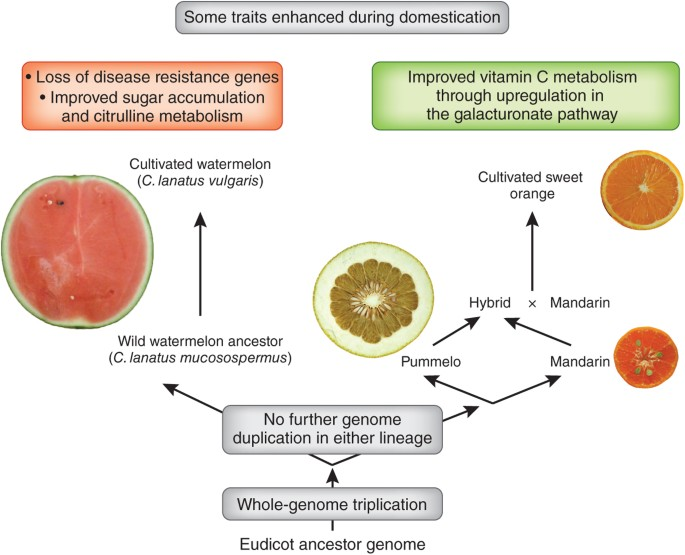 Some traits enhanced during domestication
• Loss of disease resistance genes
• Improved sugar accumulation
and citrulline metabolism
Improved vitamin C metabolism
through upregulation in
the galacturonate pathway
Cultivated watermelon
(C. lanatus vulgaris)
Cultivated sweet
orange
Hybrid × Mandarin
Wild watermelon ancestor
(C. lanatus mucosospermus)
Pummelo
Mandarin
No further genome
duplication in either lineage
Whole-genome triplication
Eudicot ancestor genome